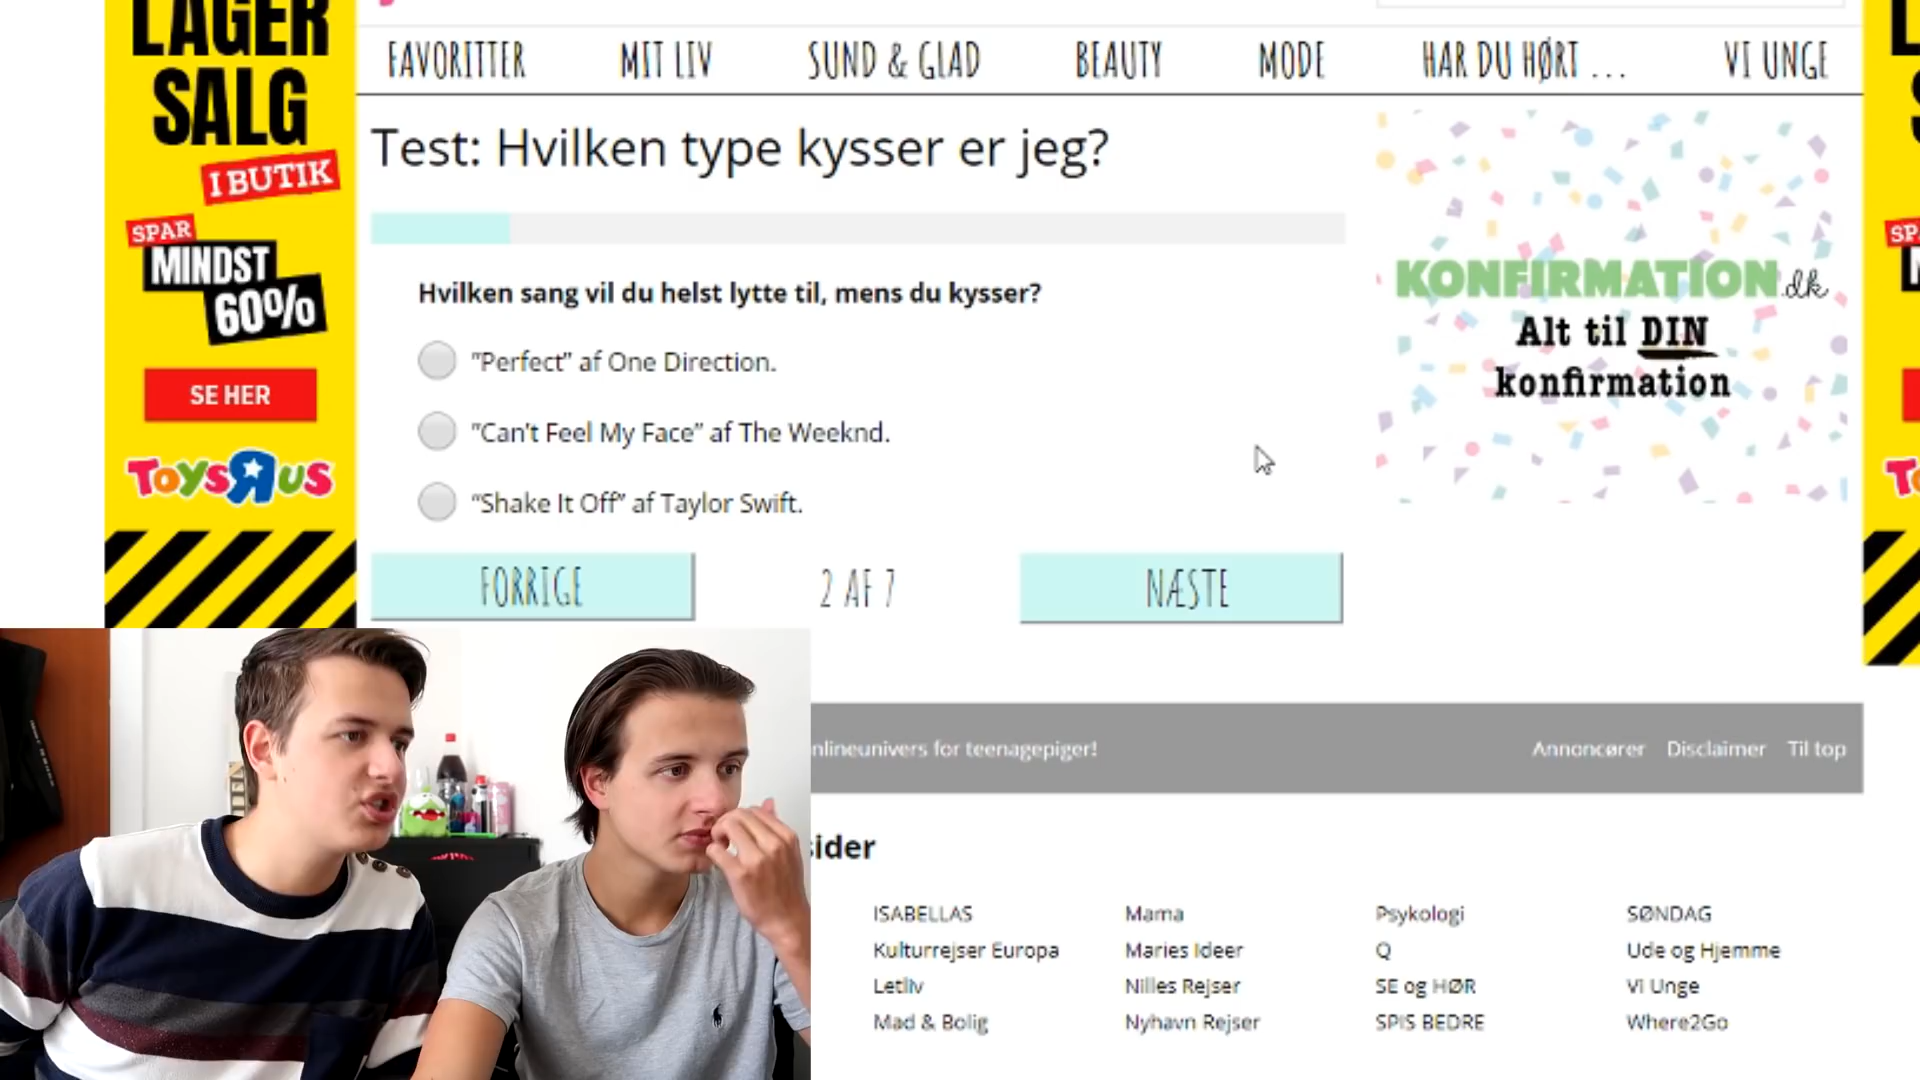 LAGER
SALG
I BUTIK
SPAR
MINDST
60%
SE HER
TOYSRUS
FAVORITTER
MIT LIV
SUND & GLAD
BEAUTY
MODE
HAR DU HØRT ...
VI UNGE
Test: Hvilken type kysser er jeg?
Hvilken sang vil du helst lytte til, mens du kysser?
"Perfect" af One Direction.
"Can't Feel My Face" af The Weeknd.
"Shake It Off" af Taylor Swift.
FORRIGE
2 AF 7
NÆSTE
KONFIRMATION.dk
Alt til DIN
konfirmation
nlineunivers for teenagepiger!
Annoncører
Disclaimer
Til top
sider
ISABELLAS
Mama
Psykologi
SØNDAG
Kulturrejser Europa
Maries Ideer
Q
Ude og Hjemme
Letliv
Nilles Rejser
SE og HØR
Vi Unge
Mad & Bolig
Nyhavn Rejser
SPIS BEDRE
Where2Go